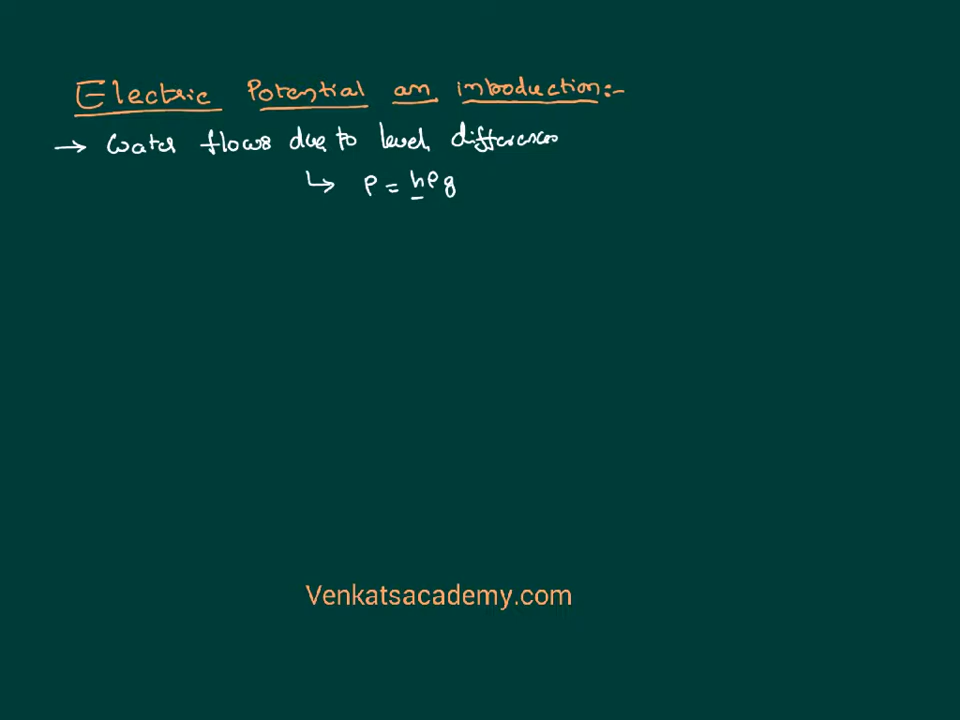 Electric Potential an introduction:-
→ water flows due to level differences
↳ P = hρg
Venkatsacademy.com